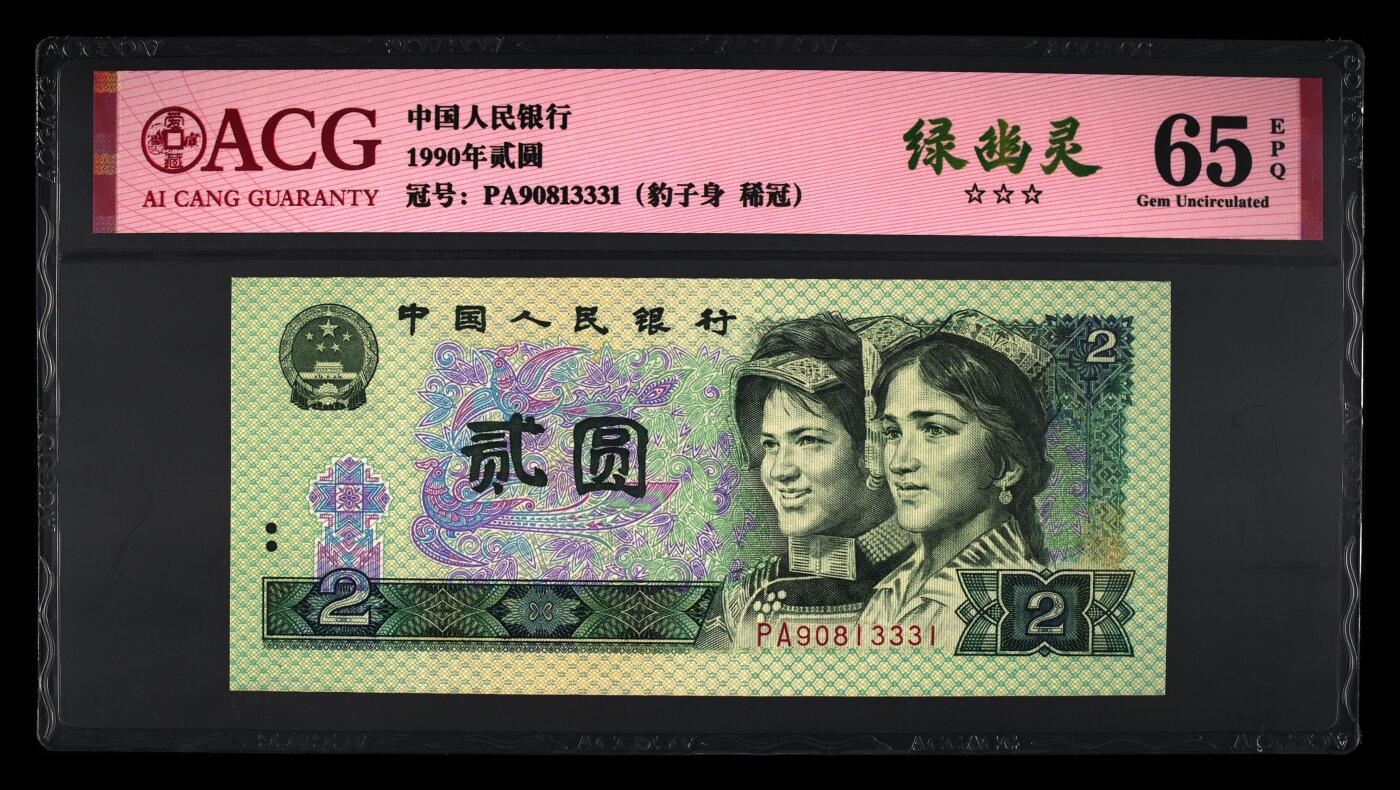 ACG
AI CANG GUARANTY
爱藏
中国人民银行
1990年贰圆
冠号：PA90813331（豹子身 稀冠）
绿幽灵
☆☆☆
65
EPQ
Gem Uncirculated
中国人民银行
2
贰圆
2
PA90813331
2